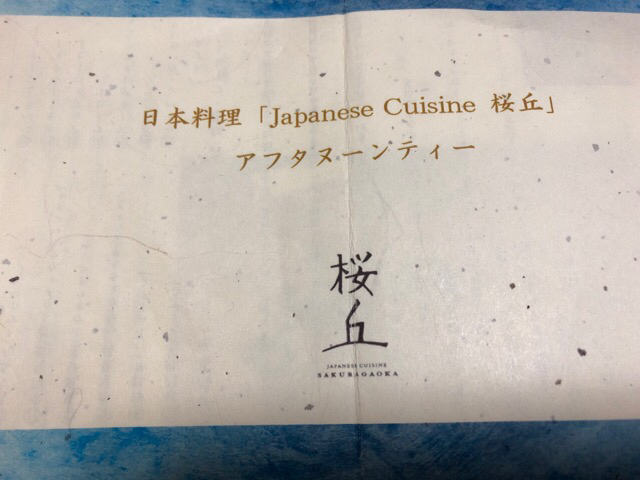 日本料理「Japanese Cuisine 桜丘」
アフタヌーンティー
桜
丘
JAPANESE CUISINE
SAKURAGAOKA